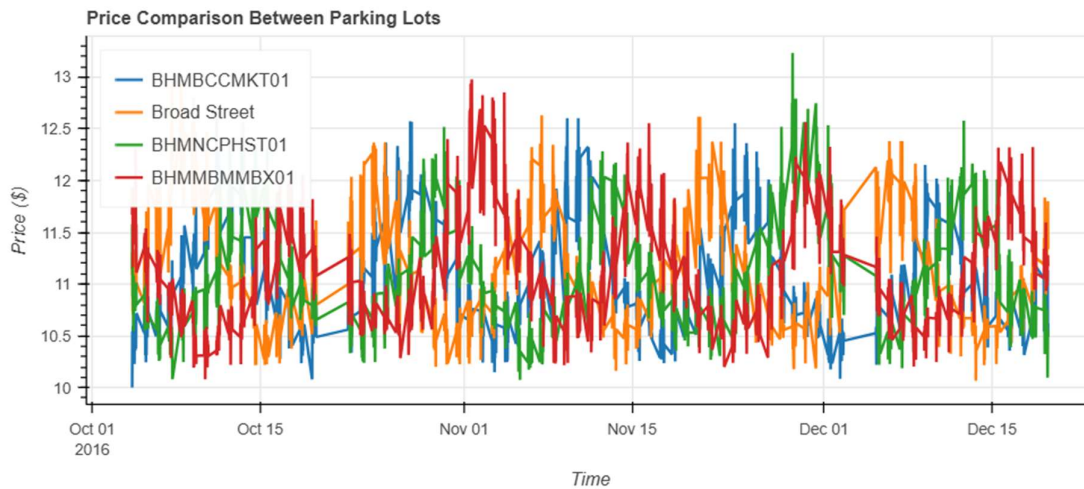 Price Comparison Between Parking Lots
Price ($)
13
12.5
12
11.5
11
10.5
10
BHMBCCMKT01
Broad Street
BHMNCPHST01
BHMMBMMBX01
Oct 01
2016
Oct 15
Nov 01
Nov 15
Dec 01
Dec 15
Time